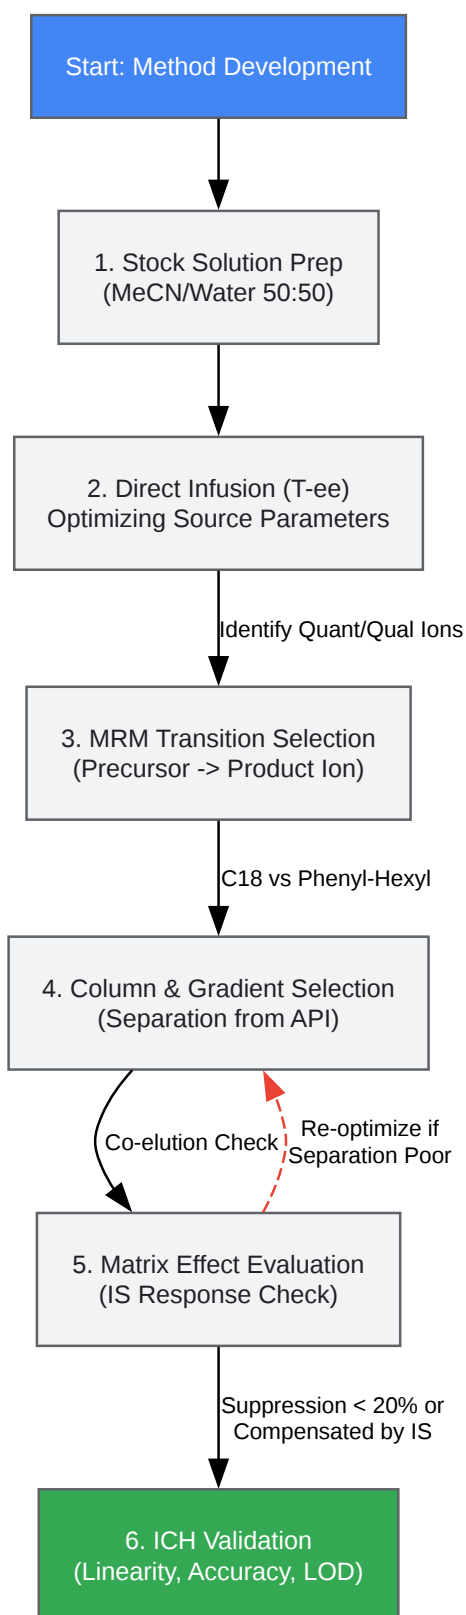 Start: Method Development
1. Stock Solution Prep
(MeCN/Water 50:50)
2. Direct Infusion (T-ee)
Optimizing Source Parameters
Identify Quant/Qual Ions
3. MRM Transition Selection
(Precursor -> Product Ion)
C18 vs Phenyl-Hexyl
4. Column & Gradient Selection
(Separation from API)
Co-elution Check
Re-optimize if
Separation Poor
5. Matrix Effect Evaluation
(IS Response Check)
Suppression < 20% or
Compensated by IS
6. ICH Validation
(Linearity, Accuracy, LOD)